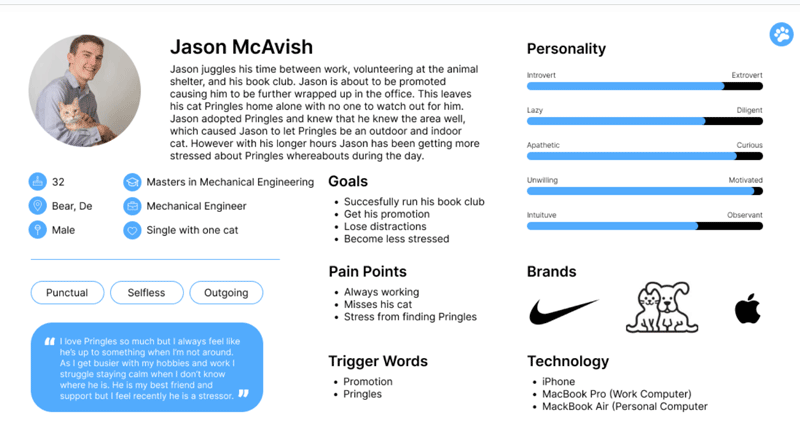 Jason McAvish
Jason juggles his time between work, volunteering at the animal
shelter, and his book club. Jason is about to be promoted
causing him to be further wrapped up in the office. This leaves
his cat Pringles home alone with no one to watch out for him.
Jason adopted Pringles and knew that he knew the area well,
which caused Jason to let Pringles be an outdoor and indoor
cat. However with his longer hours Jason has been getting more
stressed about Pringles whereabouts during the day.
32
Masters in Mechanical Engineering
Bear, De
Mechanical Engineer
Male
Single with one cat
Punctual
Selfless
Outgoing
“ I love Pringles so much but I always feel like
he’s up to something when I’m not around.
As I get busier with my hobbies and work I
struggle staying calm when I don’t know
where he is. He is my best friend and
support but I feel recently he is a stressor. ”
Goals
• Succesfully run his book club
• Get his promotion
• Lose distractions
• Become less stressed
Pain Points
• Always working
• Misses his cat
• Stress from finding Pringles
Trigger Words
• Promotion
• Pringles
Personality
Introvert Extrovert
Lazy Diligent
Apathetic Curious
Unwilling Motivated
Intuituve Observant
Brands
Technology
• iPhone
• MacBook Pro (Work Computer)
• MackBook Air (Personal Computer